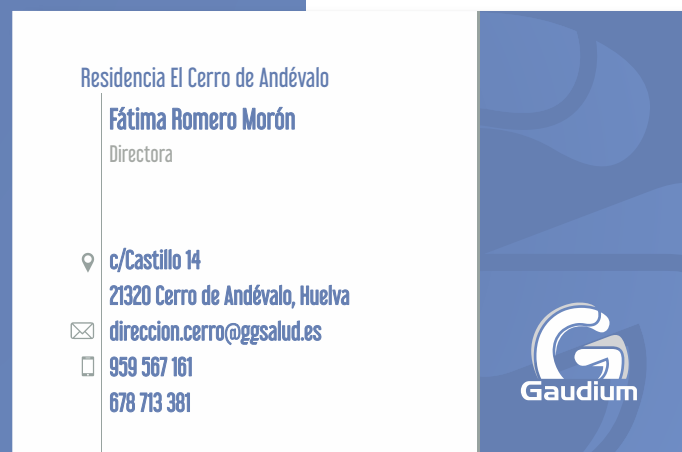 Residencia El Cerro de Andévalo
Fátima Romero Morón
Directora
c/Castillo 14
21320 Cerro de Andévalo, Huelva
direccion.cerro@ggsalud.es
959 567 161
678 713 381
Gaudium